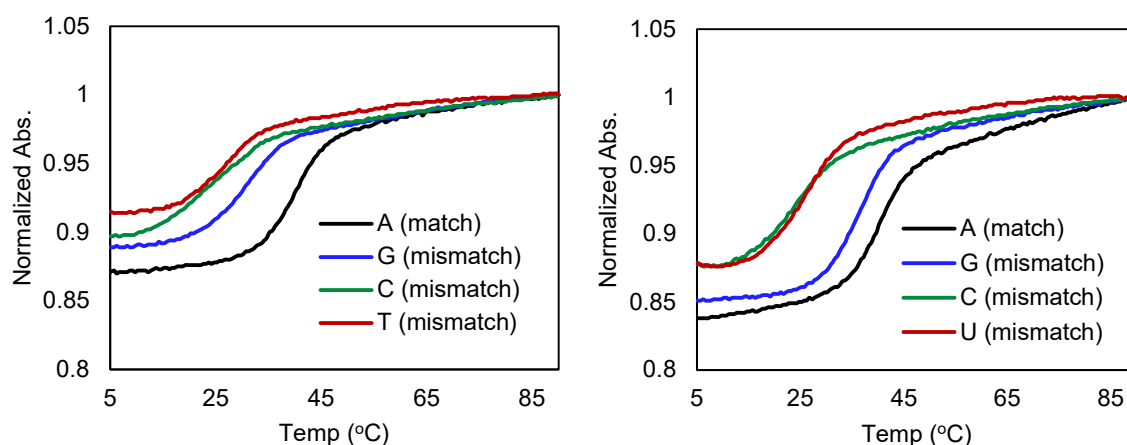 1.05
1
0.95
0.9
0.85
0.8
Normalized Abs.
5
25
45
65
85
Temp (°C)
A (match)
G (mismatch)
C (mismatch)
T (mismatch)
1.05
1
0.95
0.9
0.85
0.8
Normalized Abs.
5
25
45
65
85
Temp (°C)
A (match)
G (mismatch)
C (mismatch)
U (mismatch)